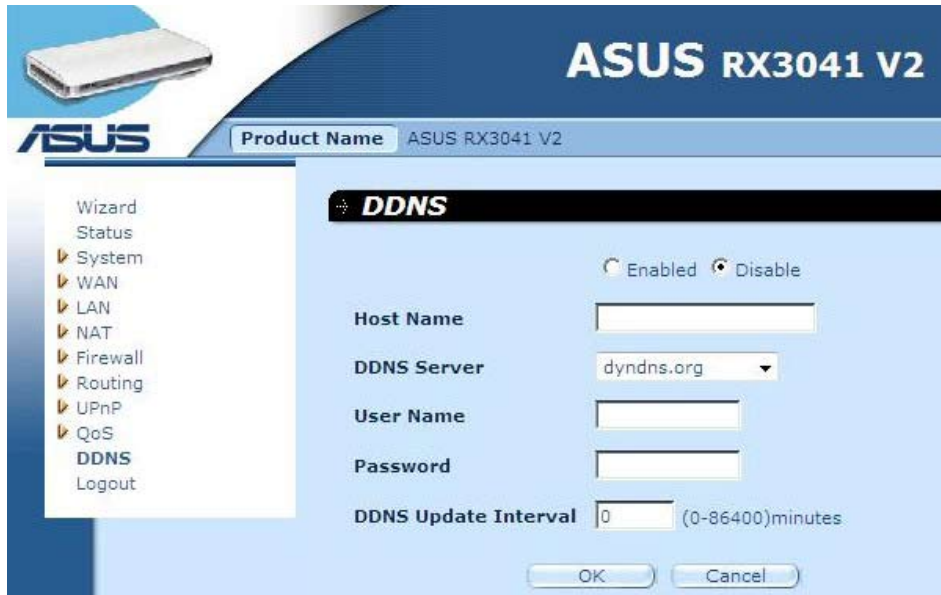 ASUS RX3041 V2
ASUS
Product Name ASUS RX3041 V2
Wizard
Status
System
WAN
LAN
NAT
Firewall
Routing
UPnP
QoS
DDNS
Logout
DDNS
Enabled Disable
Host Name
DDNS Server dyndns.org
User Name
Password
DDNS Update Interval 0 (0-86400)minutes
OK Cancel